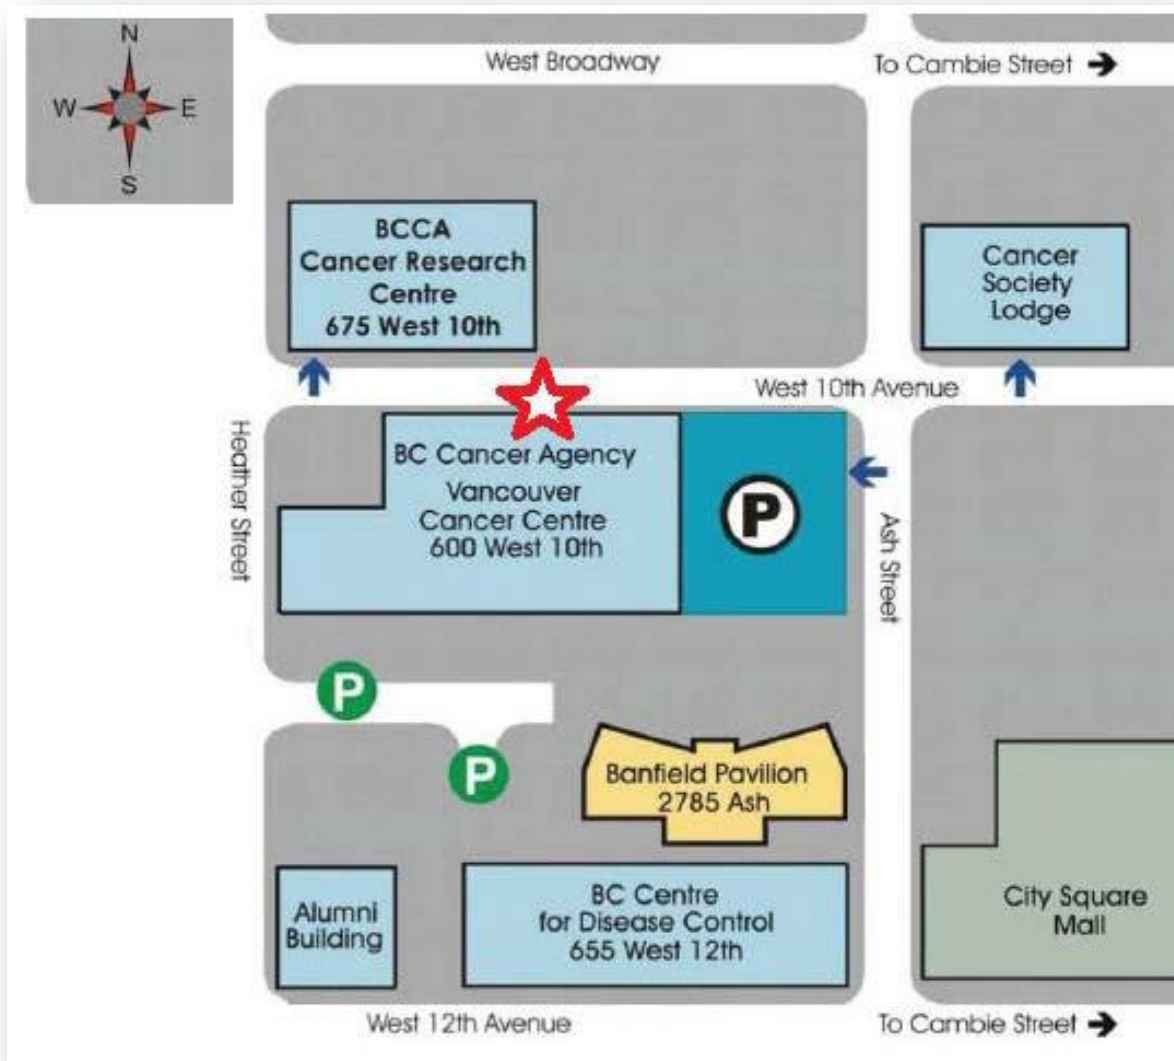 N
W
E
S
West Broadway
To Cambie Street
BCCA
Cancer Research
Centre
675 West 10th
Cancer
Society
Lodge
West 10th Avenue
Heather Street
BC Cancer Agency
Vancouver
Cancer Centre
600 West 10th
P
Ash Street
P
P
Banfield Pavilion
2785 Ash
Alumni
Building
BC Centre
for Disease Control
655 West 12th
City Square
Mall
West 12th Avenue
To Cambie Street